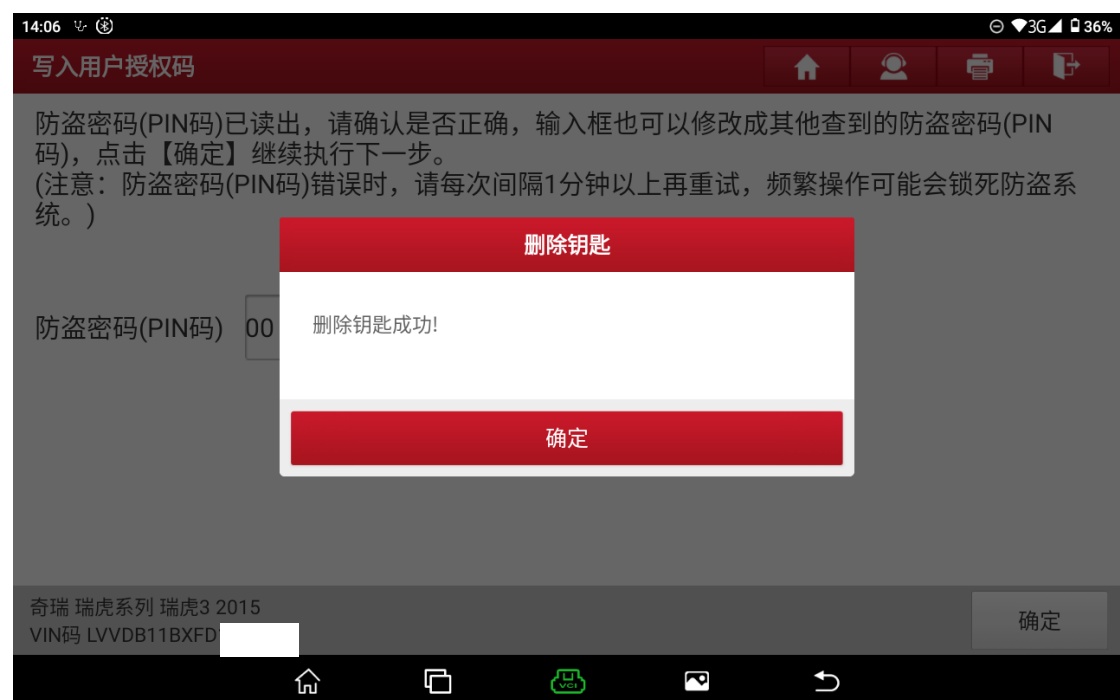 14:06
3G
36%
写入用户授权码
防盗密码(PIN码)已读出，请确认是否正确，输入框也可以修改成其他查到的防盗密码(PIN
码)，点击【确定】继续执行下一步。
(注意：防盗密码(PIN码)错误时，请每次间隔1分钟以上再重试，频繁操作可能会锁死防盗系
统。)
删除钥匙
删除钥匙成功!
防盗密码(PIN码)
00
确定
奇瑞 瑞虎系列 瑞虎3 2015
VIN码 LVVDB11BXFD
确定
VCI